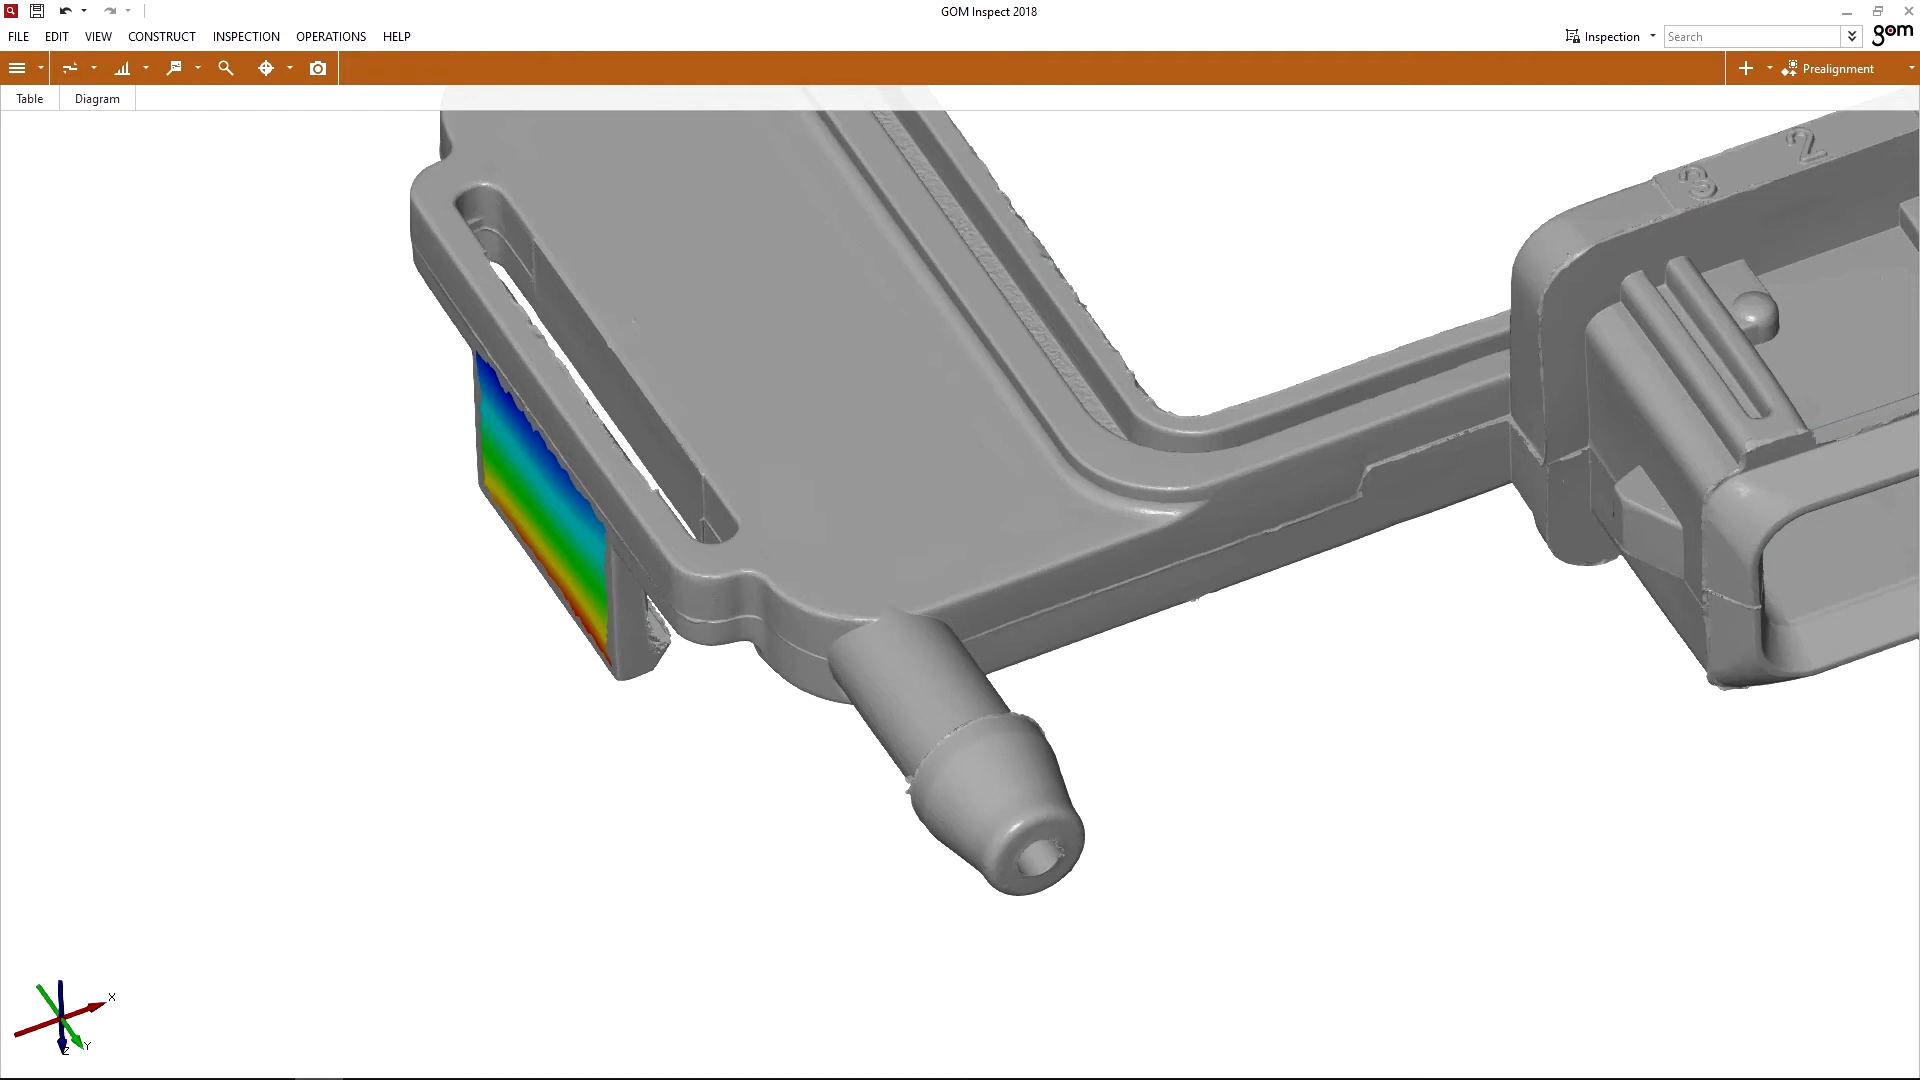 GOM Inspect 2018
FILE EDIT VIEW CONSTRUCT INSPECTION OPERATIONS HELP
Inspection
Search
gom
Prealignment
Table
Diagram
2
3
X
Y
Z